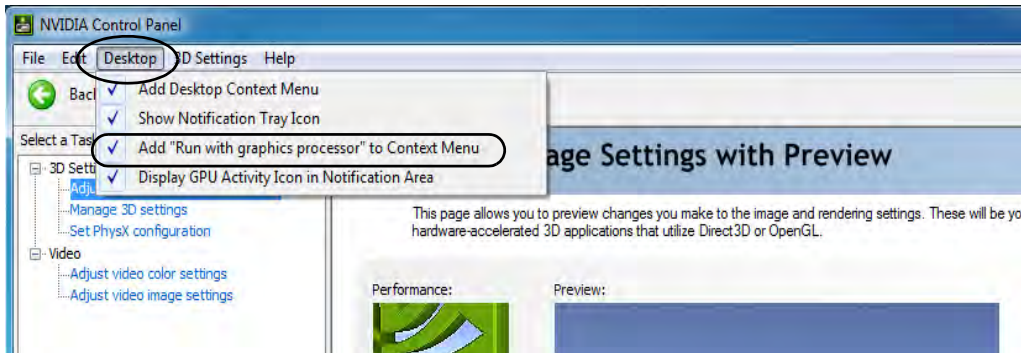 NVIDIA Control Panel
File Edit Desktop 3D Settings Help
Back
Add Desktop Context Menu
Show Notification Tray Icon
Add "Run with graphics processor" to Context Menu
Display GPU Activity Icon in Notification Area
Select a Task
3D Setti
Adju
Manage 3D settings
Set PhysX configuration
Video
Adjust video color settings
Adjust video image settings
age Settings with Preview
This page allows you to preview changes you make to the image and rendering settings. These will be yo
hardware-accelerated 3D applications that utilize Direct3D or OpenGL.
Performance: Preview: